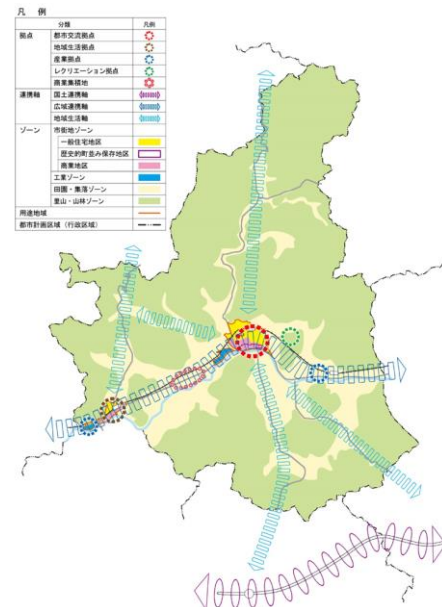 凡 例
分類 凡例
拠点 都市交流拠点
地域生活拠点
産業拠点
レクリエーション拠点
商業集積地
連携軸 国土連携軸
広域連携軸
地域生活軸
ゾーン 市街地ゾーン
一般住宅地区
歴史的町並み保存地区
商業地区
工業ゾーン
田園・集落ゾーン
里山・山林ゾーン
用途地域
都市計画区域（行政区域）